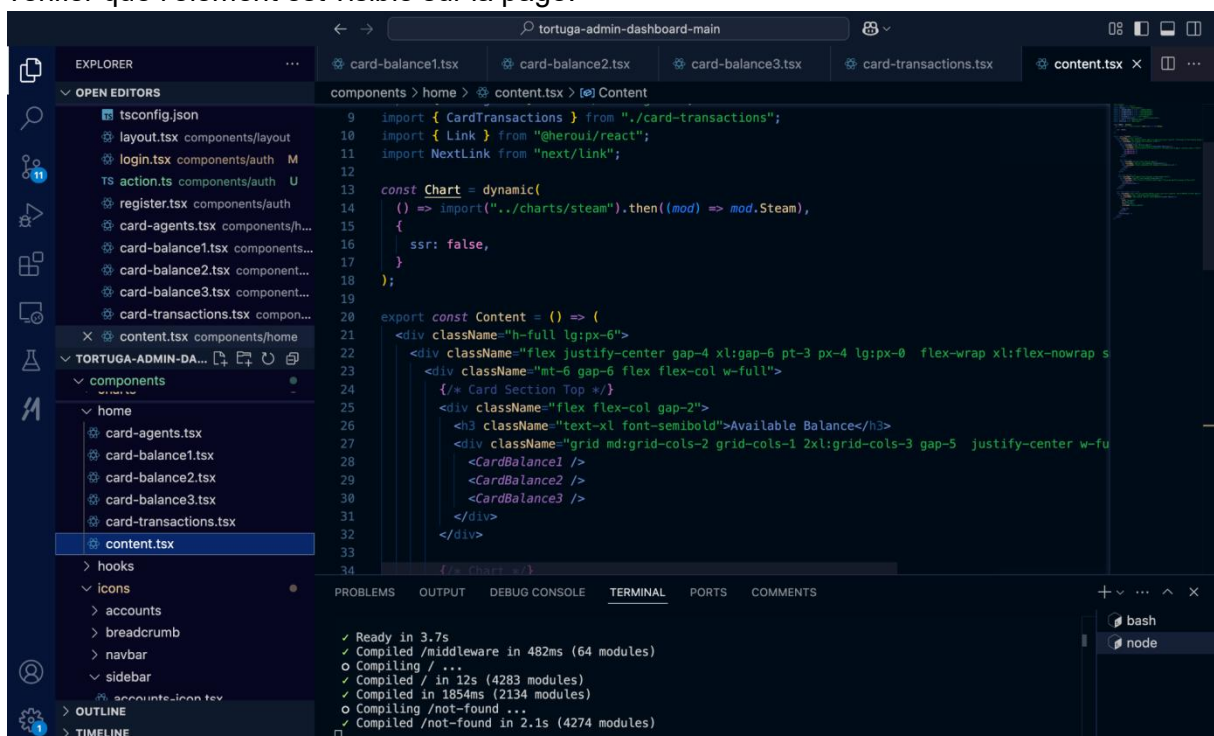 vérifier que l'élément est visible sur la page.
tortuga-admin-dashboard-main
EXPLORER
card-balance1.tsx card-balance2.tsx card-balance3.tsx card-transactions.tsx content.tsx
OPEN EDITORS
tsconfig.json
layout.tsx components/layout
login.tsx components/auth M
TS action.ts components/auth U
register.tsx components/auth
card-agents.tsx components/h...
card-balance1.tsx components...
card-balance2.tsx component...
card-balance3.tsx component...
card-transactions.tsx compon...
content.tsx components/home
TORTUGA-ADMIN-DA...
components
charts
home
card-agents.tsx
card-balance1.tsx
card-balance2.tsx
card-balance3.tsx
card-transactions.tsx
content.tsx
hooks
icons
accounts
breadcrumb
navbar
sidebar
accounts-icon.tsx
OUTLINE
TIMELINE
11
1
components > home > content.tsx > Content
9 import { CardTransactions } from "./card-transactions";
10 import { Link } from "@heroui/react";
11 import NextLink from "next/link";
12
13 const Chart = dynamic(
14 () => import("../charts/steam").then((mod) => mod.Steam),
15 {
16 ssr: false,
17 }
18 );
19
20 export const Content = () => (
21 <div className="h-full lg:px-6">
22 <div className="flex justify-center gap-4 xl:gap-6 pt-3 px-4 lg:px-0  flex-wrap xl:flex-nowrap s
23 <div className="mt-6 gap-6 flex flex-col w-full">
24 {/* Card Section Top */}
25 <div className="flex flex-col gap-2">
26 <h3 className="text-xl font-semibold">Available Balance</h3>
27 <div className="grid md:grid-cols-2 grid-cols-1 2xl:grid-cols-3 gap-5  justify-center w-fu
28 <CardBalance1 />
29 <CardBalance2 />
30 <CardBalance3 />
31 </div>
32 </div>
33
34 {/* Chart */}
PROBLEMS OUTPUT DEBUG CONSOLE TERMINAL PORTS COMMENTS
✓ Ready in 3.7s
✓ Compiled /middleware in 482ms (64 modules)
○ Compiling / ...
✓ Compiled / in 12s (4283 modules)
✓ Compiled in 1854ms (2134 modules)
○ Compiling /not-found ...
✓ Compiled /not-found in 2.1s (4274 modules)
bash
node